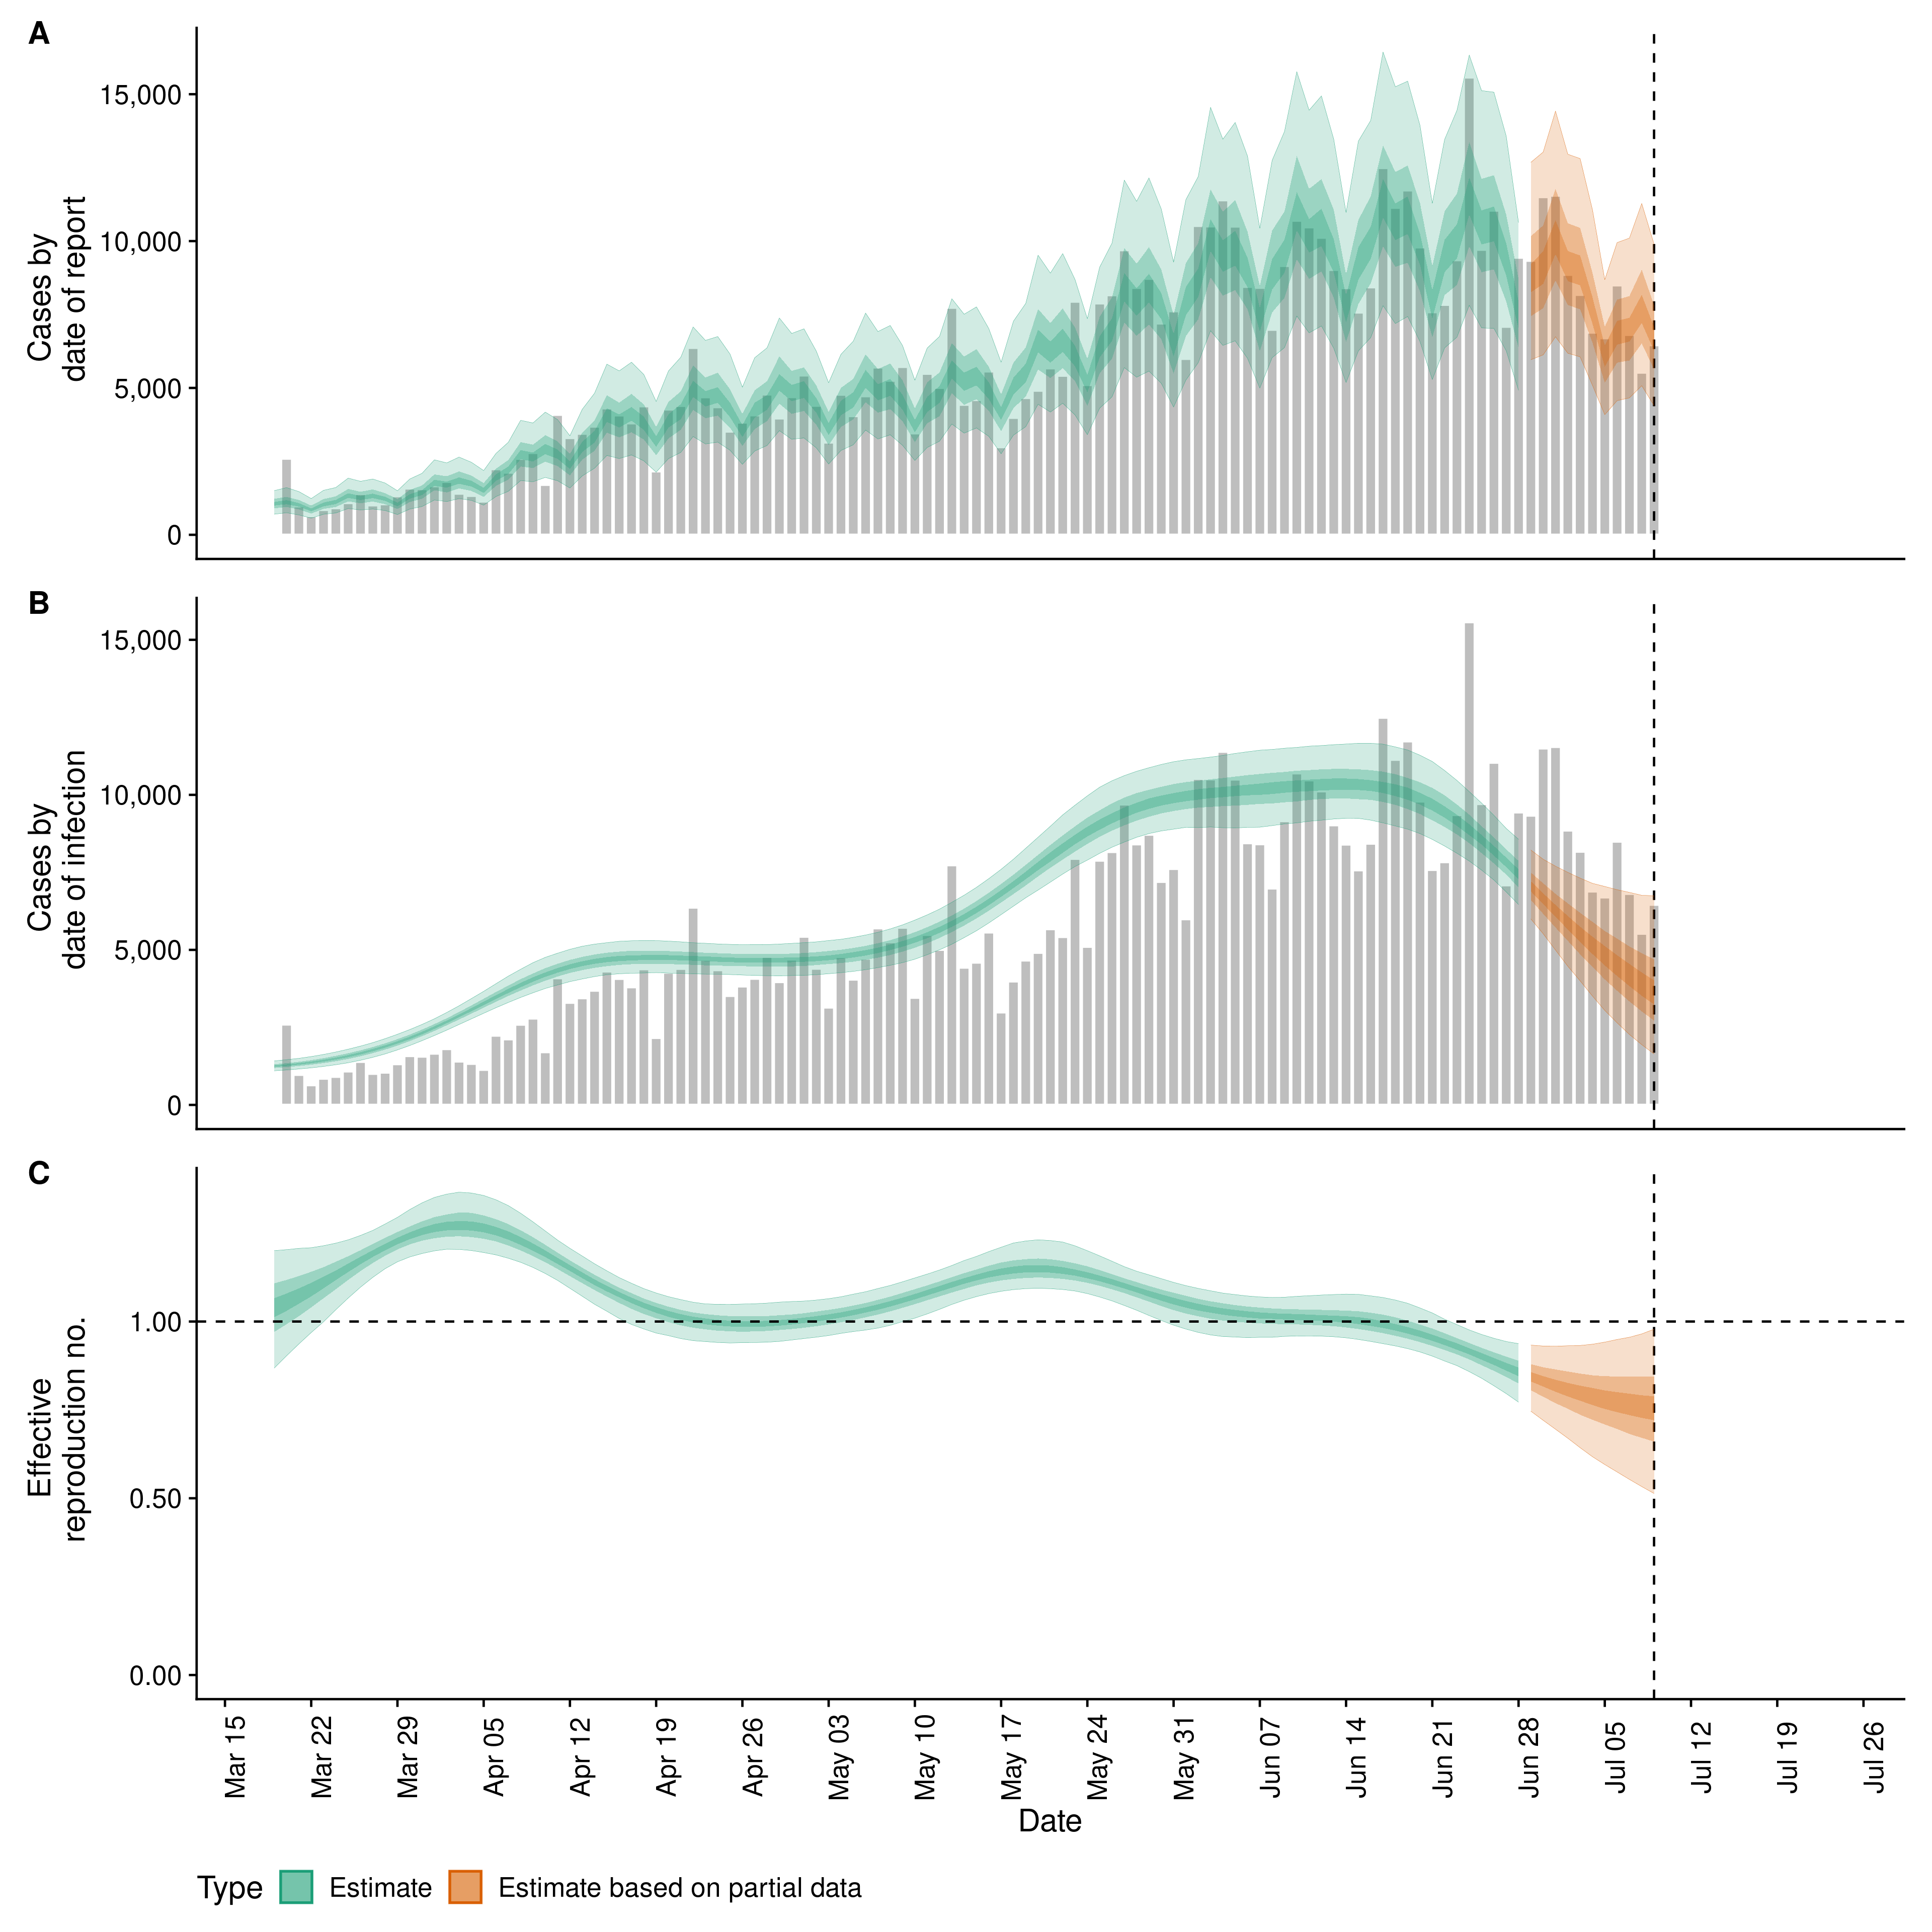 A
Cases by
date of report
15,000
10,000
5,000
0
B
Cases by
date of infection
15,000
10,000
5,000
0
C
Effective
reproduction no.
1.00
0.50
0.00
Mar 15
Mar 22
Mar 29
Apr 05
Apr 12
Apr 19
Apr 26
May 03
May 10
May 17
May 24
May 31
Jun 07
Jun 14
Jun 21
Jun 28
Jul 05
Jul 12
Jul 19
Jul 26
Date
Type Estimate Estimate based on partial data